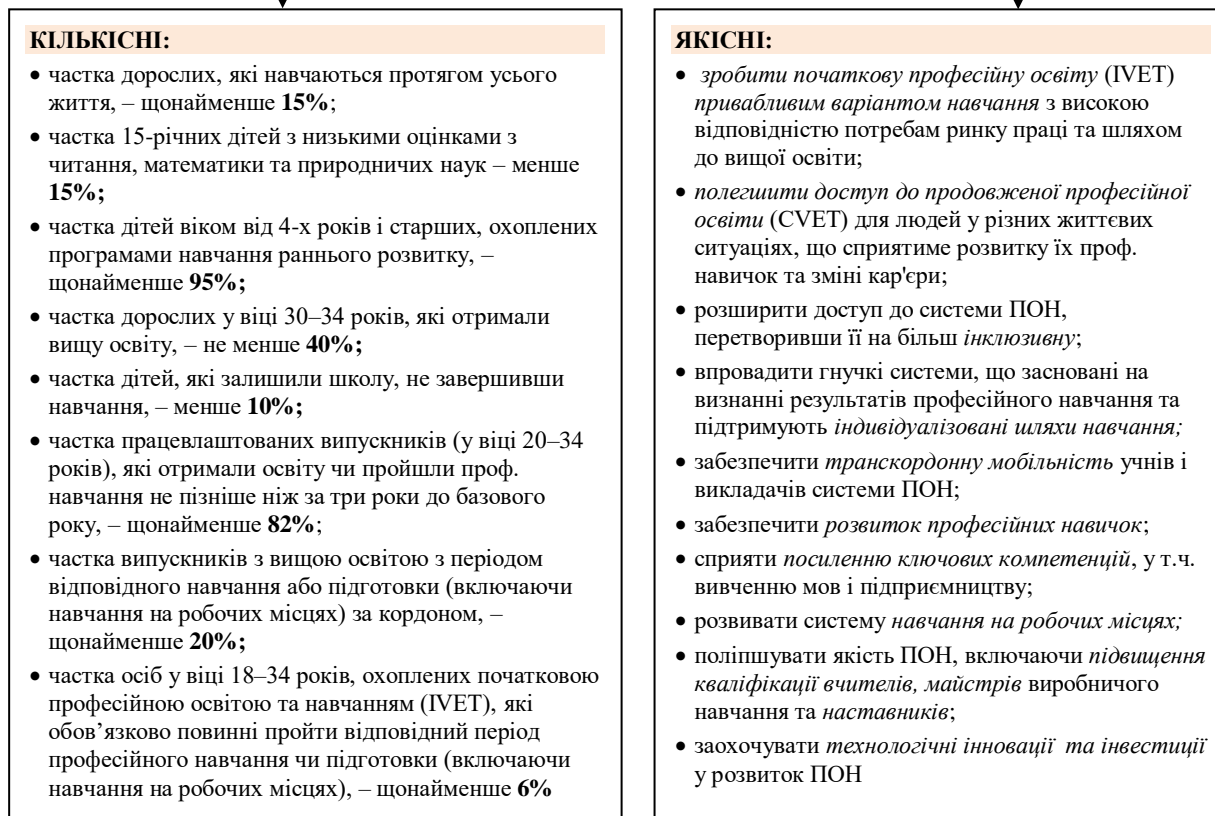 КІЛЬКІСНІ:
• частка дорослих, які навчаються протягом усього
життя, – щонайменше 15%;
• частка 15-річних дітей з низькими оцінками з
читання, математики та природничих наук – менше
15%;
• частка дітей віком від 4-х років і старших, охоплених
програмами навчання раннього розвитку, –
щонайменше 95%;
• частка дорослих у віці 30–34 років, які отримали
вищу освіту, – не менше 40%;
• частка дітей, які залишили школу, не завершивши
навчання, – менше 10%;
• частка працевлаштованих випускників (у віці 20–34
років), які отримали освіту чи пройшли проф.
навчання не пізніше ніж за три роки до базового
року, – щонайменше 82%;
• частка випускників з вищою освітою з періодом
відповідного навчання або підготовки (включаючи
навчання на робочих місцях) за кордоном, –
щонайменше 20%;
• частка осіб у віці 18–34 років, охоплених початковою
професійною освітою та навчанням (IVET), які
обов’язково повинні пройти відповідний період
професійного навчання чи підготовки (включаючи
навчання на робочих місцях), – щонайменше 6%
ЯКІСНІ:
• зробити початкову професійну освіту (IVET)
привабливим варіантом навчання з високою
відповідністю потребам ринку праці та шляхом
до вищої освіти;
• полегшити доступ до продовженої професійної
освіти (CVET) для людей у різних життєвих
ситуаціях, що сприятиме розвитку їх проф.
навичок та зміні кар'єри;
• розширити доступ до системи ПОН,
перетворивши її на більш інклюзивну;
• впровадити гнучкі системи, що засновані на
визнанні результатів професійного навчання та
підтримують індивідуалізовані шляхи навчання;
• забезпечити транскордонну мобільність учнів і
викладачів системи ПОН;
• забезпечити розвиток професійних навичок;
• сприяти посиленню ключових компетенцій, у т.ч.
вивченню мов і підприємництву;
• розвивати систему навчання на робочих місцях;
• поліпшувати якість ПОН, включаючи підвищення
кваліфікації вчителів, майстрів виробничого
навчання та наставників;
• заохочувати технологічні інновації та інвестиції
у розвиток ПОН